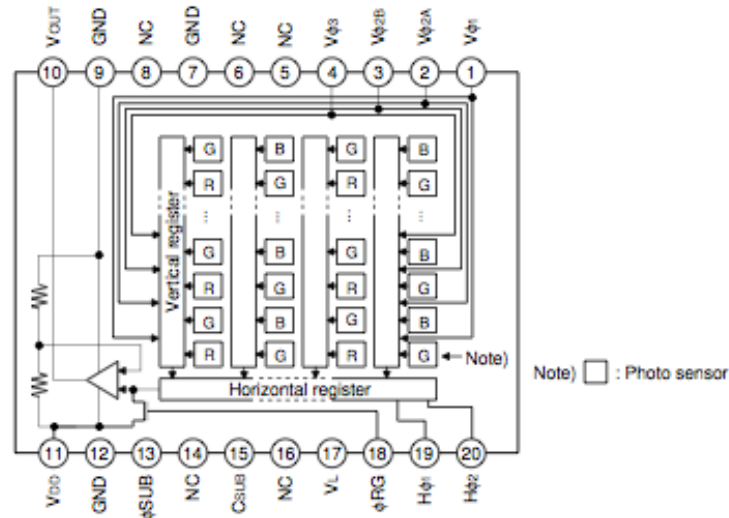 VOUT GND NC GND NC NC Vϕ3 Vϕ2B Vϕ2A Vϕ1
10 9 8 7 6 5 4 3 2 1
G B G B
R G R G
... ... ... ...
Vertical register
G B G B
R G R G
G B G B
R G R G
Note)
Note) : Photo sensor
Horizontal register
11 12 13 14 15 16 17 18 19 20
VDD GND ϕSUB NC CSUB NC VL ϕRG Hϕ1 Hϕ2